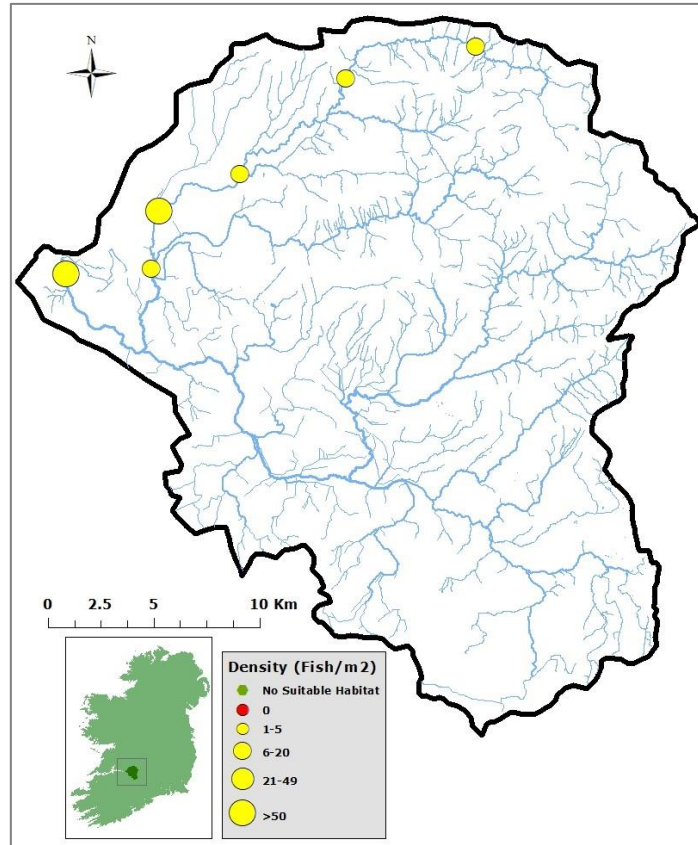 N
0 2.5 5 10 Km
Density (Fish/m2)
No Suitable Habitat
0
1-5
6-20
21-49
>50